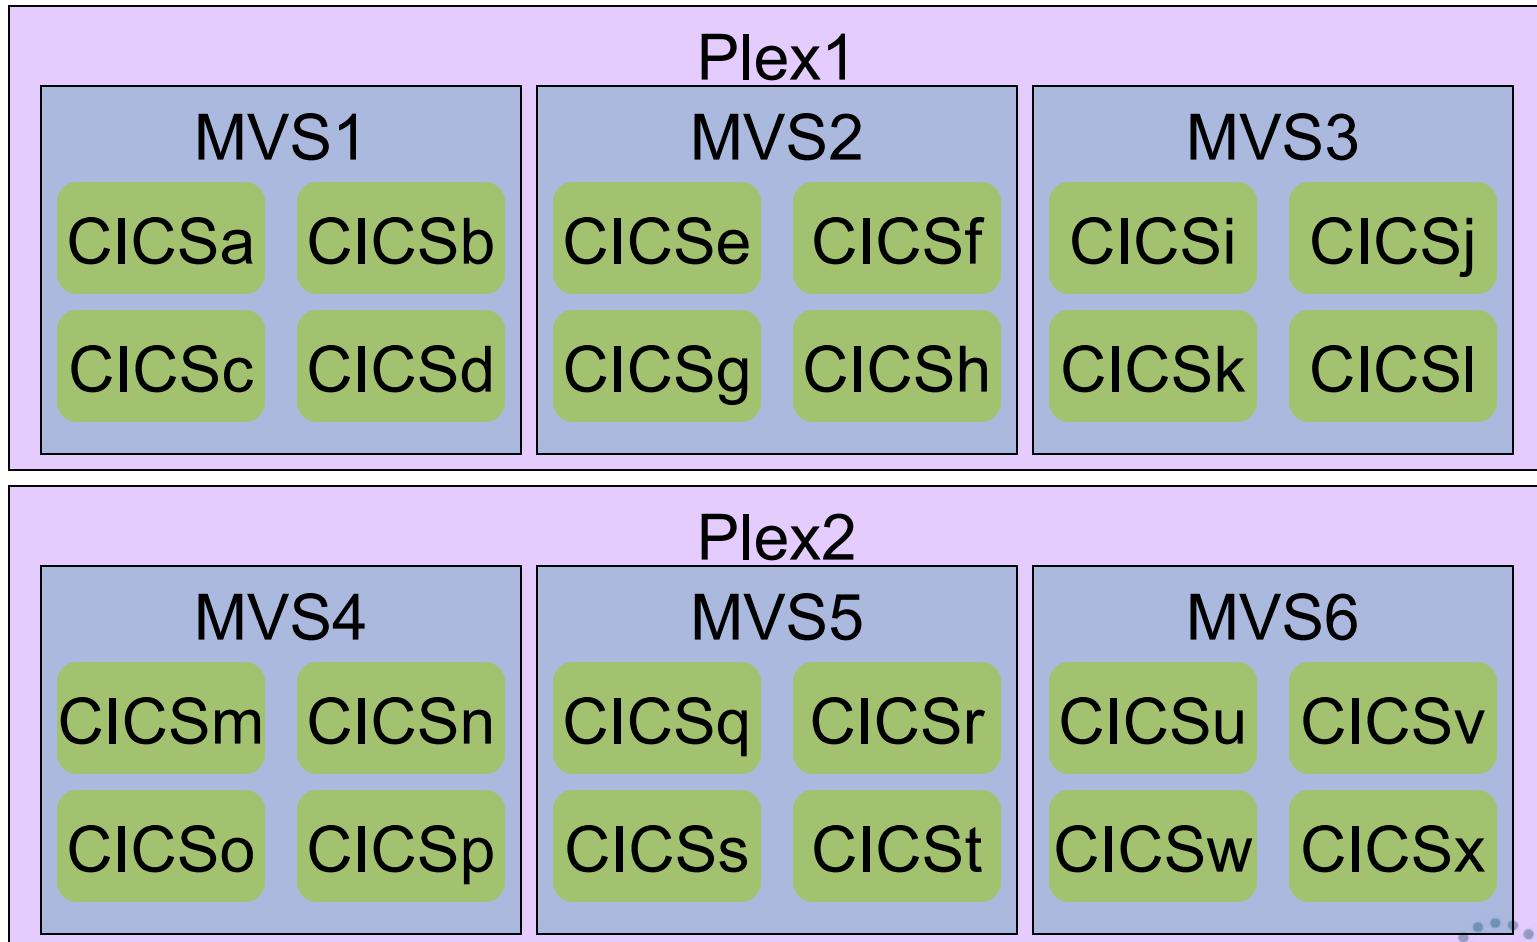 Plex1
MVS1 MVS2 MVS3
CICSa CICSb CICSe CICSf CICSi CICSj
CICSc CICSd CICSg CICSh CICSk CICSl
Plex2
MVS4 MVS5 MVS6
CICSm CICSn CICSq CICSr CICSu CICSv
CICSo CICSp CICSs CICSt CICSw CICSx